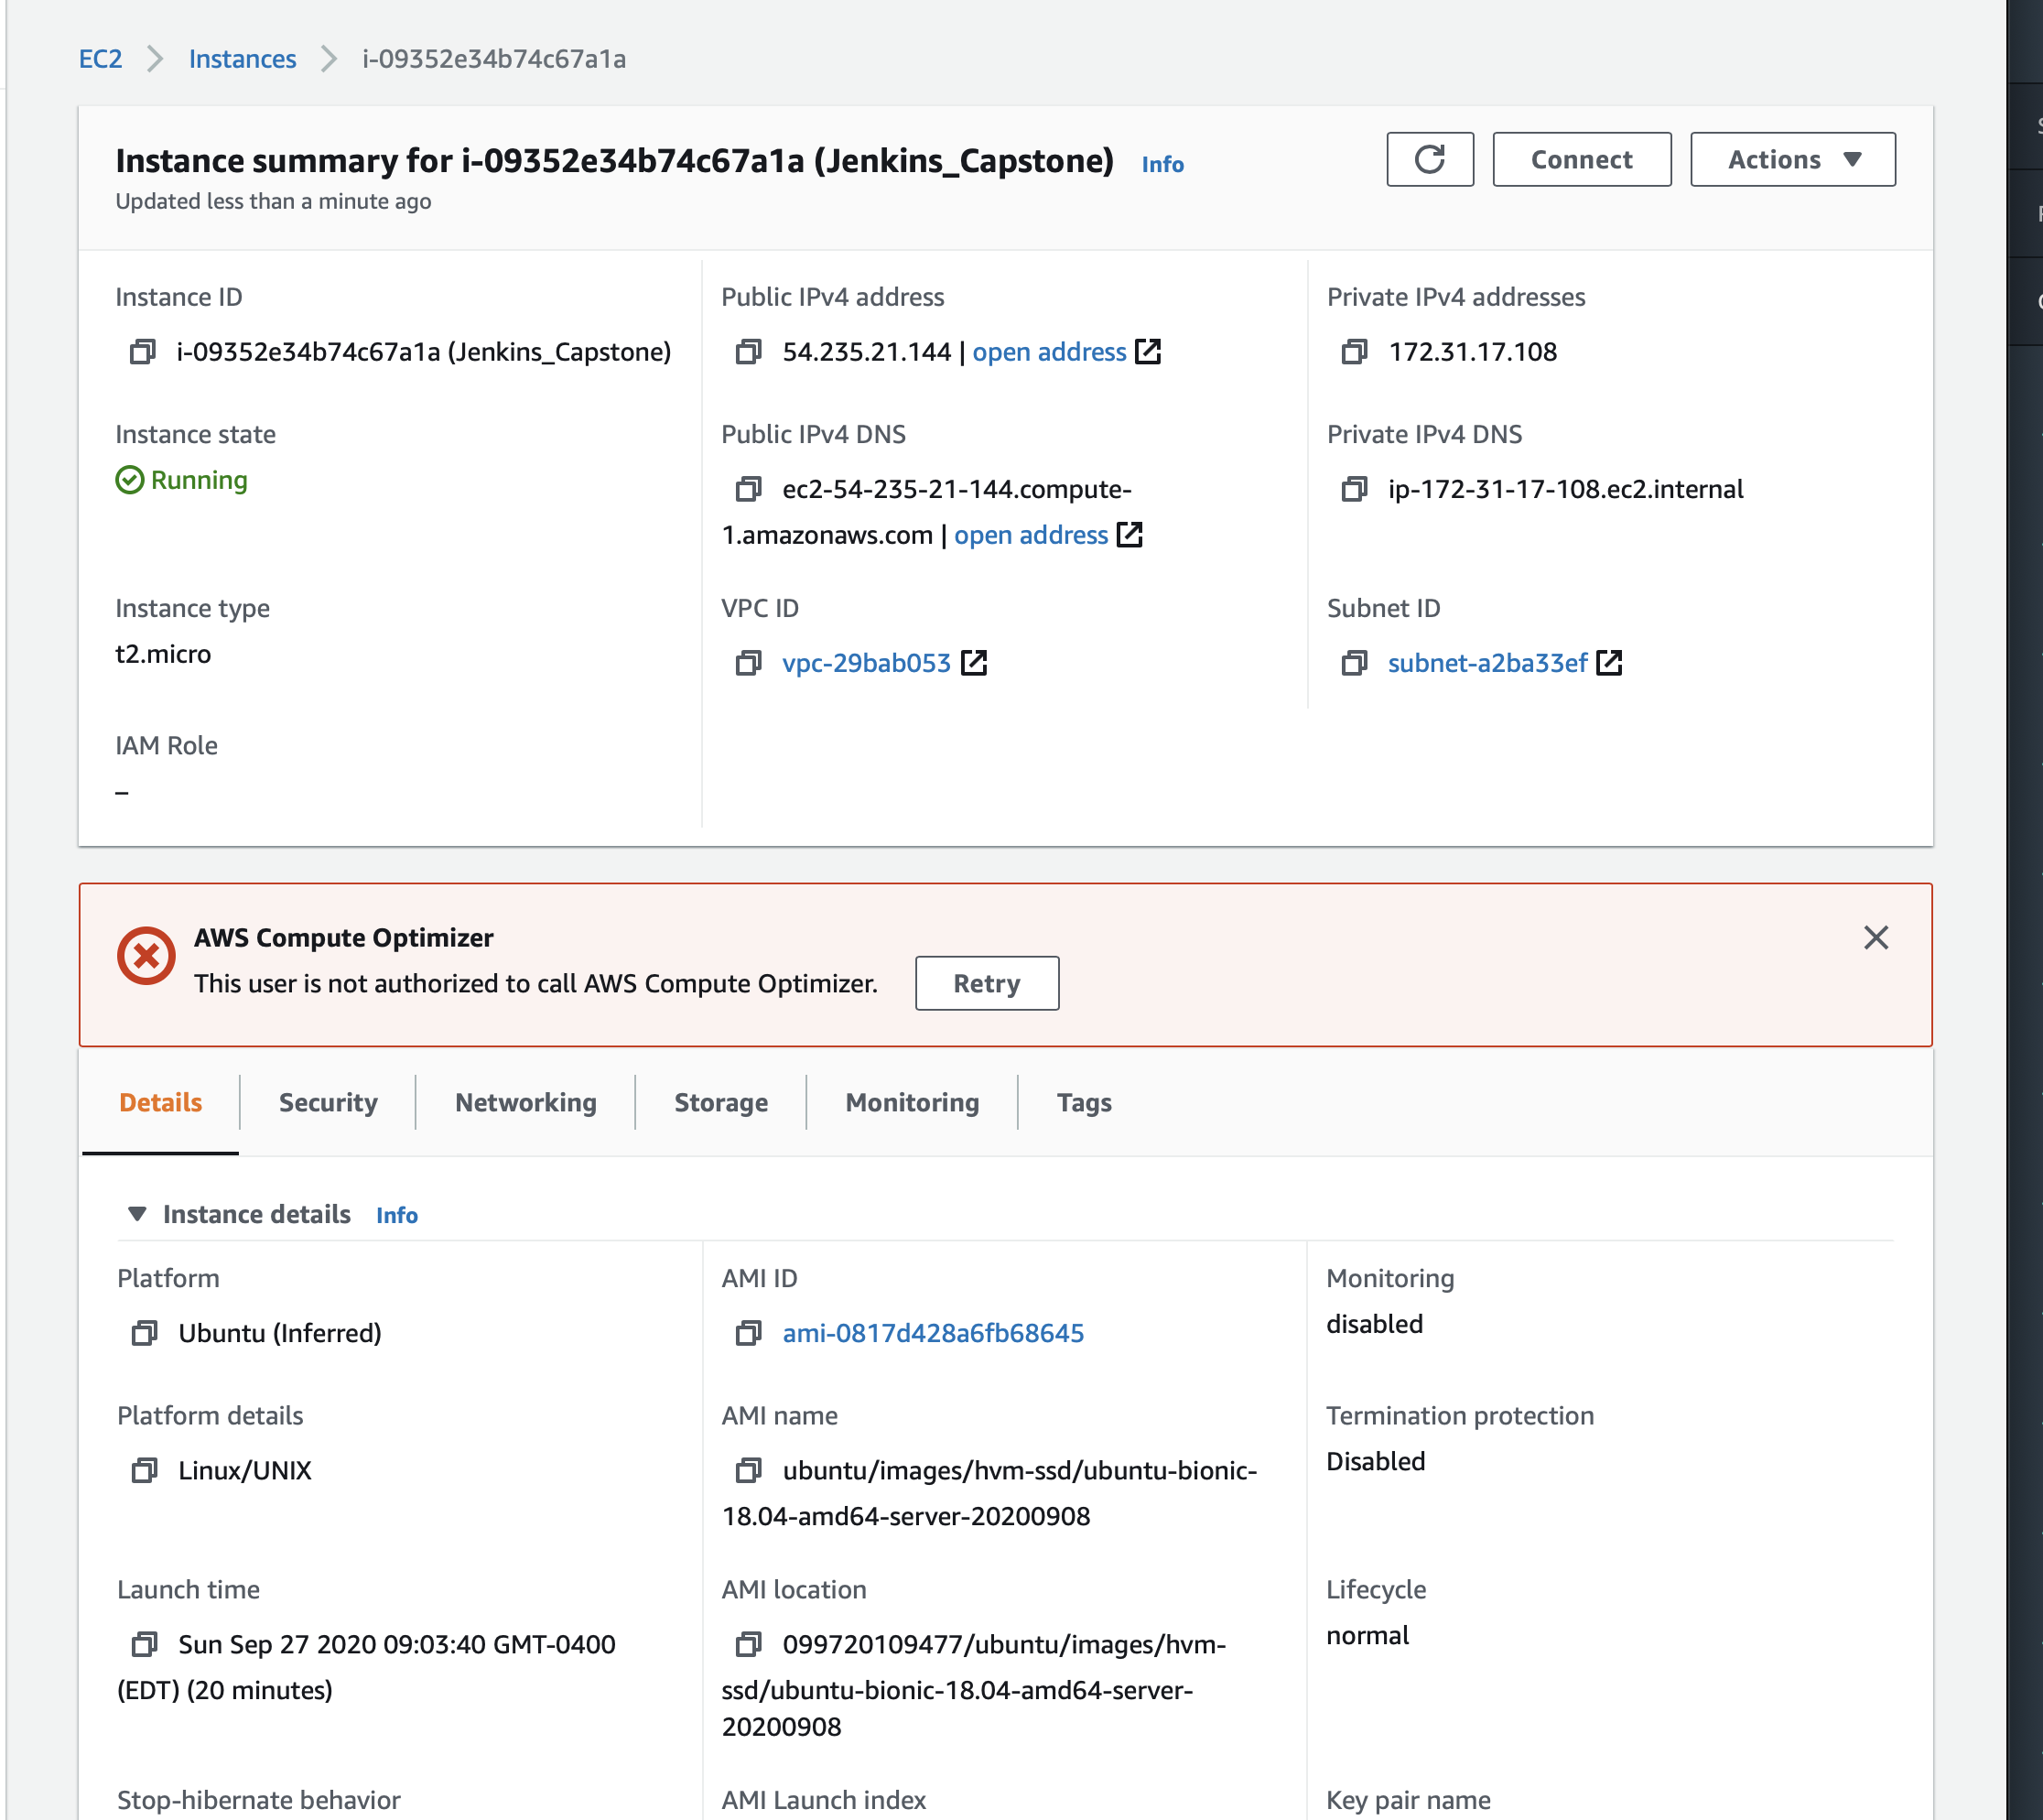 EC2 > Instances > i-09352e34b74c67a1a
Instance summary for i-09352e34b74c67a1a (Jenkins_Capstone) Info
Connect
Actions
Updated less than a minute ago
Instance ID
i-09352e34b74c67a1a (Jenkins_Capstone)
Public IPv4 address
54.235.21.144 | open address
Private IPv4 addresses
172.31.17.108
Instance state
Running
Public IPv4 DNS
ec2-54-235-21-144.compute-
1.amazonaws.com | open address
Private IPv4 DNS
ip-172-31-17-108.ec2.internal
Instance type
t2.micro
VPC ID
vpc-29bab053
Subnet ID
subnet-a2ba33ef
IAM Role
–
AWS Compute Optimizer
This user is not authorized to call AWS Compute Optimizer.
Retry
Details
Security
Networking
Storage
Monitoring
Tags
Instance details Info
Platform
Ubuntu (Inferred)
AMI ID
ami-0817d428a6fb68645
Monitoring
disabled
Platform details
Linux/UNIX
AMI name
ubuntu/images/hvm-ssd/ubuntu-bionic-
18.04-amd64-server-20200908
Termination protection
Disabled
Launch time
Sun Sep 27 2020 09:03:40 GMT-0400
(EDT) (20 minutes)
AMI location
099720109477/ubuntu/images/hvm-
ssd/ubuntu-bionic-18.04-amd64-server-
20200908
Lifecycle
normal
Stop-hibernate behavior
AMI Launch index
Key pair name